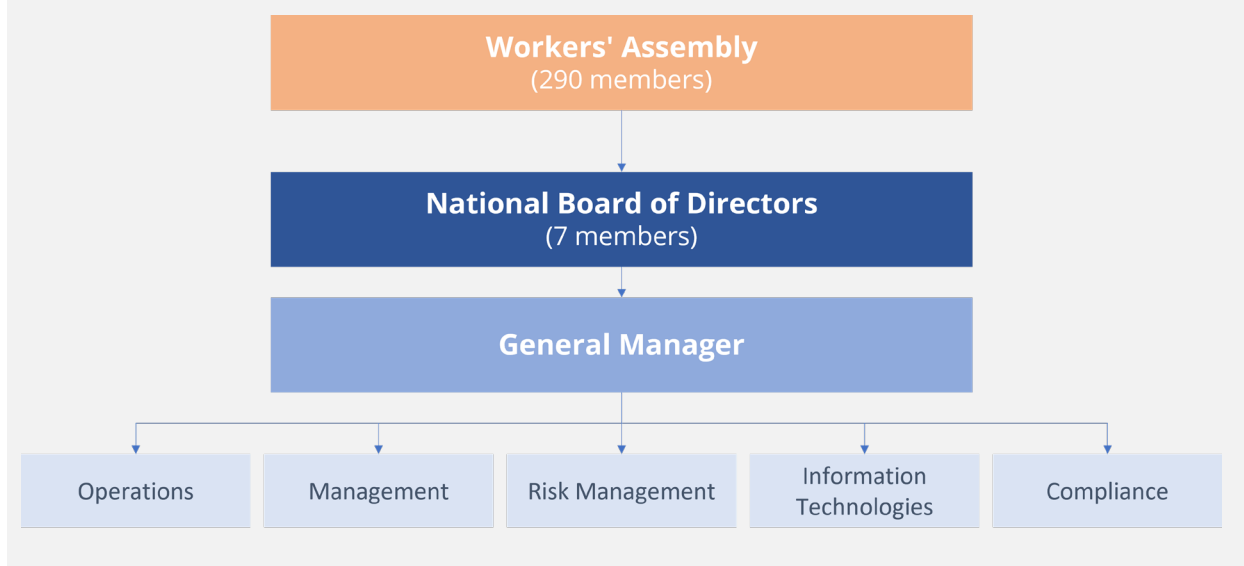 Workers' Assembly
(290 members)
National Board of Directors
(7 members)
General Manager
Operations
Management
Risk Management
Information
Technologies
Compliance